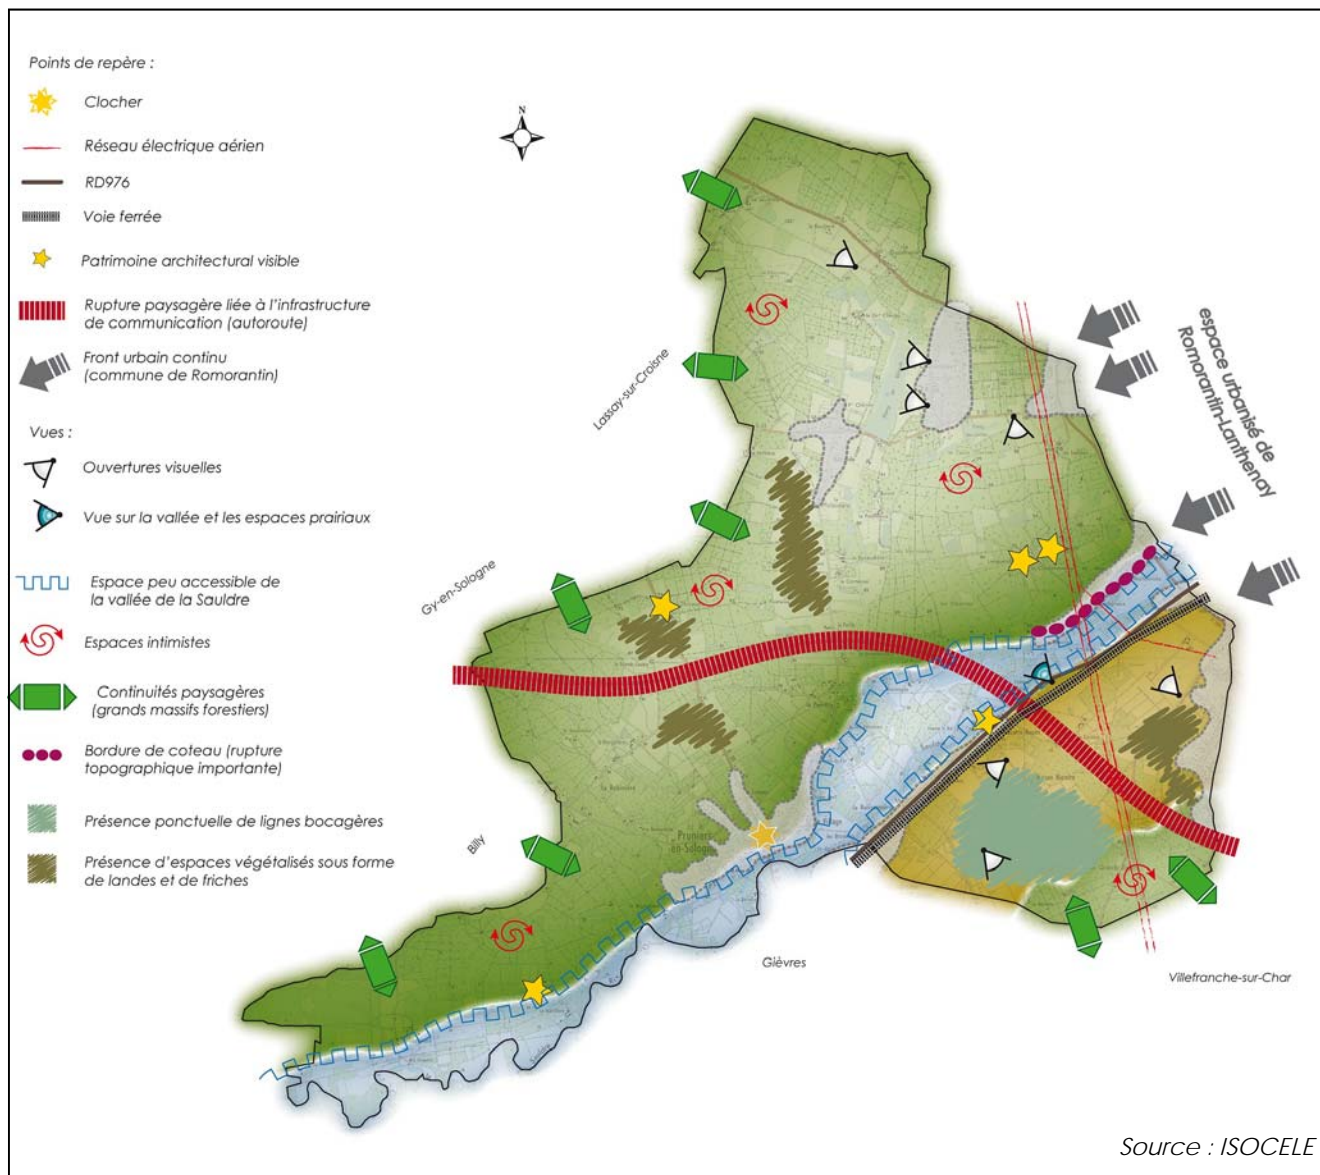 Points de repère :
Clocher
Réseau électrique aérien
RD976
Voie ferrée
Patrimoine architectural visible
Rupture paysagère liée à l'infrastructure
de communication (autoroute)
Front urbain continu
(commune de Romorantin)
Vues :
Ouvertures visuelles
Vue sur la vallée et les espaces prairiaux
Espace peu accessible de
la vallée de la Sauldre
Espaces intimistes
Continuités paysagères
(grands massifs forestiers)
Bordure de coteau (rupture
topographique importante)
Présence ponctuelle de lignes bocagères
Présence d'espaces végétalisés sous forme
de landes et de friches
N
Lassay-sur-Croisne
espace urbanisé de
Romorantin-Lanthenay
Gy-en-Sologne
Billy
Pruniers
en-Sologne
Gièvres
Villefranche-sur-Char
Source : ISOCELE